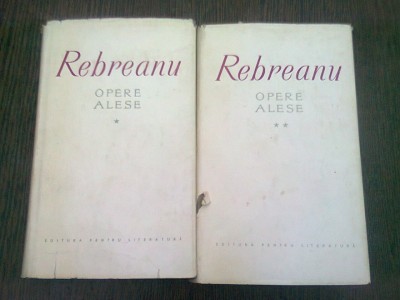 Rebreanu
OPERE
ALESE
*
EDITURA PENTRU LITERATURĂ
Rebreanu
OPERE
ALESE
**
EDITURA PENTRU LITERATURĂ